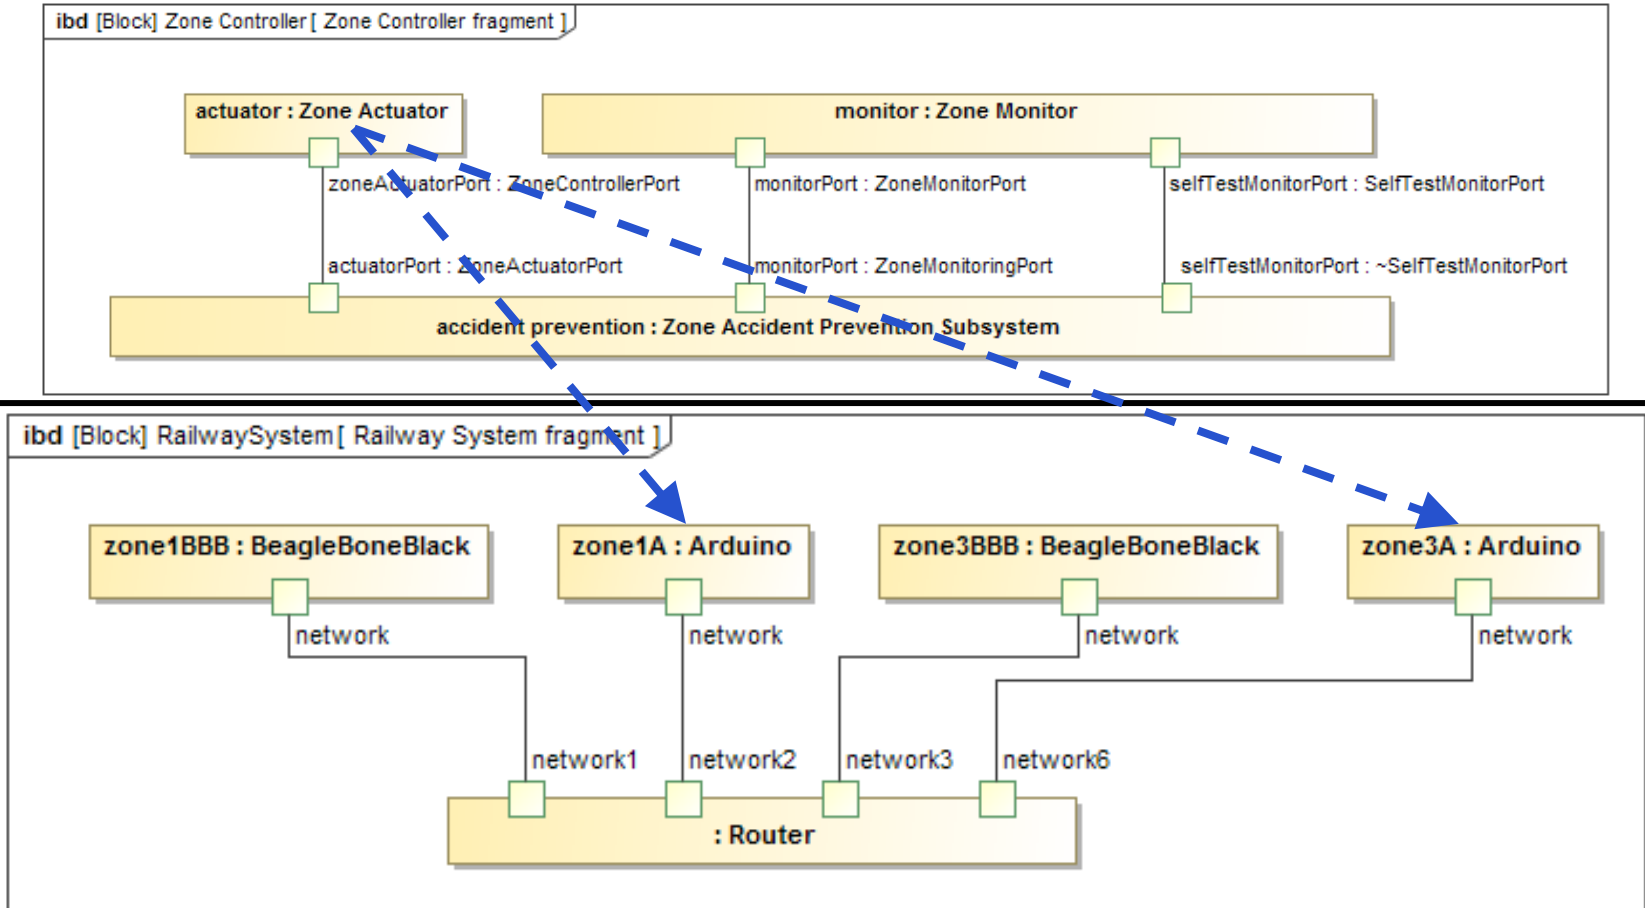 ibd [Block] Zone Controller[ Zone Controller fragment ]
actuator : Zone Actuator
monitor : Zone Monitor
zoneActuatorPort : ZoneControllerPort
monitorPort : ZoneMonitorPort
selfTestMonitorPort : SelfTestMonitorPort
actuatorPort : ZoneActuatorPort
monitorPort : ZoneMonitoringPort
selfTestMonitorPort : ~SelfTestMonitorPort
accident prevention : Zone Accident Prevention Subsystem
ibd [Block] RailwaySystem[ Railway System fragment ]
zone1BBB : BeagleBoneBlack
zone1A : Arduino
zone3BBB : BeagleBoneBlack
zone3A : Arduino
network
network
network
network
network1
network2
network3
network6
: Router